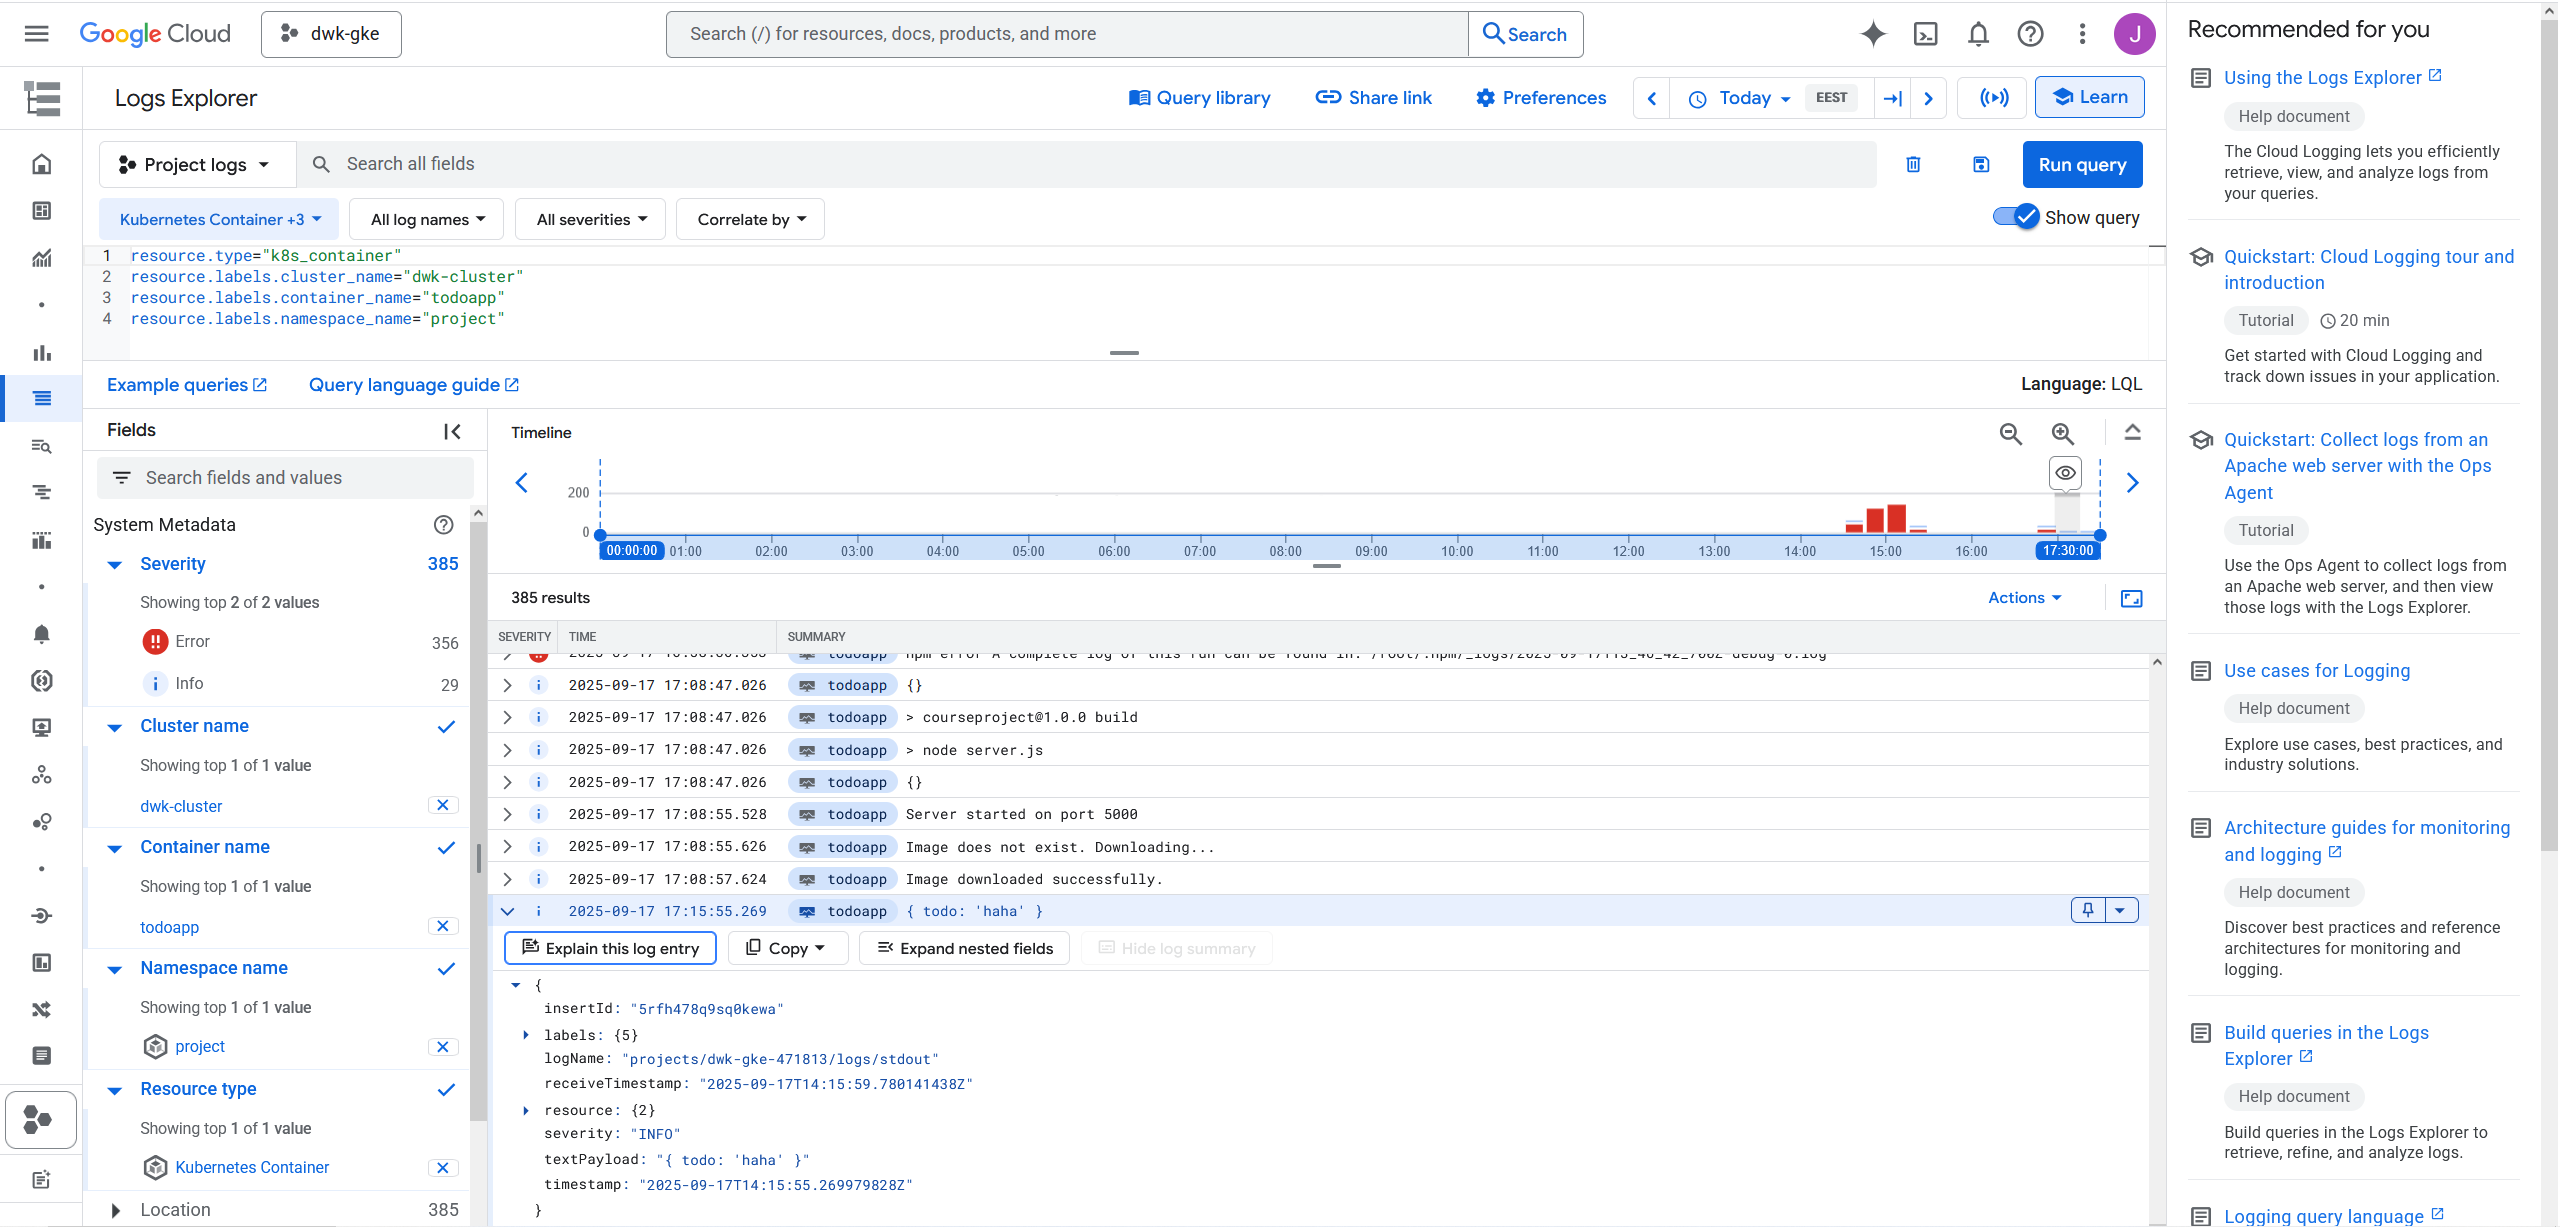 Google Cloud
dwk-gke
Search (/) for resources, docs, products, and more
Search
J
Logs Explorer
Query library
Share link
Preferences
Today
EEST
Learn
Project logs
Search all fields
Run query
Kubernetes Container +3
All log names
All severities
Correlate by
Show query
1 resource.type="k8s_container"
2 resource.labels.cluster_name="dwk-cluster"
3 resource.labels.container_name="todoapp"
4 resource.labels.namespace_name="project"
Example queries
Query language guide
Language: LQL
Fields
Search fields and values
System Metadata
Severity 385
Showing top 2 of 2 values
Error 356
Info 29
Cluster name
Showing top 1 of 1 value
dwk-cluster
Container name
Showing top 1 of 1 value
todoapp
Namespace name
Showing top 1 of 1 value
project
Resource type
Showing top 1 of 1 value
Kubernetes Container
Location 385
Timeline
200
0
00:00:00 01:00 02:00 03:00 04:00 05:00 06:00 07:00 08:00 09:00 10:00 11:00 12:00 13:00 14:00 15:00 16:00 17:30:00
385 results
Actions
SEVERITY TIME SUMMARY
todoapp npm error A complete log of this run can be found in:
2025-09-17 17:08:47.026 todoapp {}
2025-09-17 17:08:47.026 todoapp > courseproject@1.0.0 build
2025-09-17 17:08:47.026 todoapp > node server.js
2025-09-17 17:08:47.026 todoapp {}
2025-09-17 17:08:55.528 todoapp Server started on port 5000
2025-09-17 17:08:55.626 todoapp Image does not exist. Downloading...
2025-09-17 17:08:57.624 todoapp Image downloaded successfully.
2025-09-17 17:15:55.269 todoapp { todo: 'haha' }
Explain this log entry
Copy
Expand nested fields
Hide log summary
{
insertId: "5rfh478q9sq0kewa"
labels: {5}
logName: "projects/dwk-gke-471813/logs/stdout"
receiveTimestamp: "2025-09-17T14:15:59.780141438Z"
resource: {2}
severity: "INFO"
textPayload: "{ todo: 'haha' }"
timestamp: "2025-09-17T14:15:55.269979828Z"
}
Recommended for you
Using the Logs Explorer
Help document
The Cloud Logging lets you efficiently
retrieve, view, and analyze logs from
your queries.
Quickstart: Cloud Logging tour and
introduction
Tutorial 20 min
Get started with Cloud Logging and
track down issues in your application.
Quickstart: Collect logs from an
Apache web server with the Ops
Agent
Tutorial
Use the Ops Agent to collect logs from
an Apache web server, and then view
those logs with the Logs Explorer.
Use cases for Logging
Help document
Explore use cases, best practices, and
industry solutions.
Architecture guides for monitoring
and logging
Help document
Discover best practices and reference
architectures for monitoring and
logging.
Build queries in the Logs
Explorer
Help document
Build queries in the Logs Explorer to
retrieve, refine, and analyze logs.
Logging query language